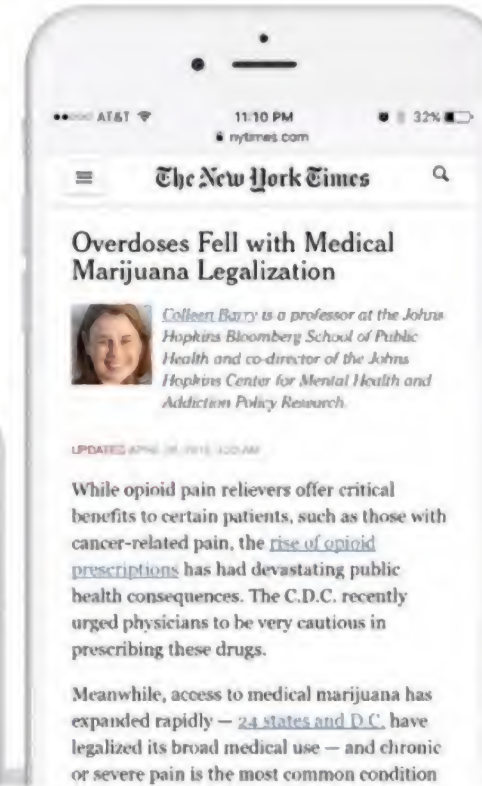 AT&T 11:10 PM 32%
nytimes.com
The New York Times
Overdoses Fell with Medical
Marijuana Legalization
Colleen Barry is a professor at the Johns
Hopkins Bloomberg School of Public
Health and co-director of the Johns
Hopkins Center for Mental Health and
Addiction Policy Research.
UPDATED APRIL
While opioid pain relievers offer critical
benefits to certain patients, such as those with
cancer-related pain, the rise of opioid
prescriptions has had devastating public
health consequences. The C.D.C. recently
urged physicians to be very cautious in
prescribing these drugs.
Meanwhile, access to medical marijuana has
expanded rapidly — 24 states and D.C. have
legalized its broad medical use — and chronic
or severe pain is the most common condition